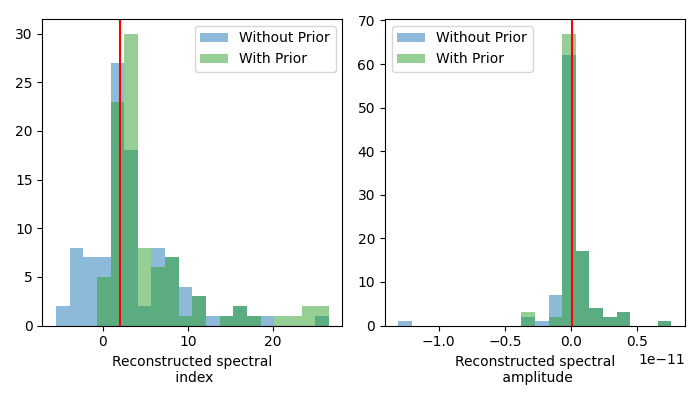 Without Prior
With Prior
30
25
20
15
10
5
0
0
10
20
Reconstructed spectral
index
Without Prior
With Prior
70
60
50
40
30
20
10
0
−1.0
−0.5
0.0
0.5
1e−11
Reconstructed spectral
amplitude